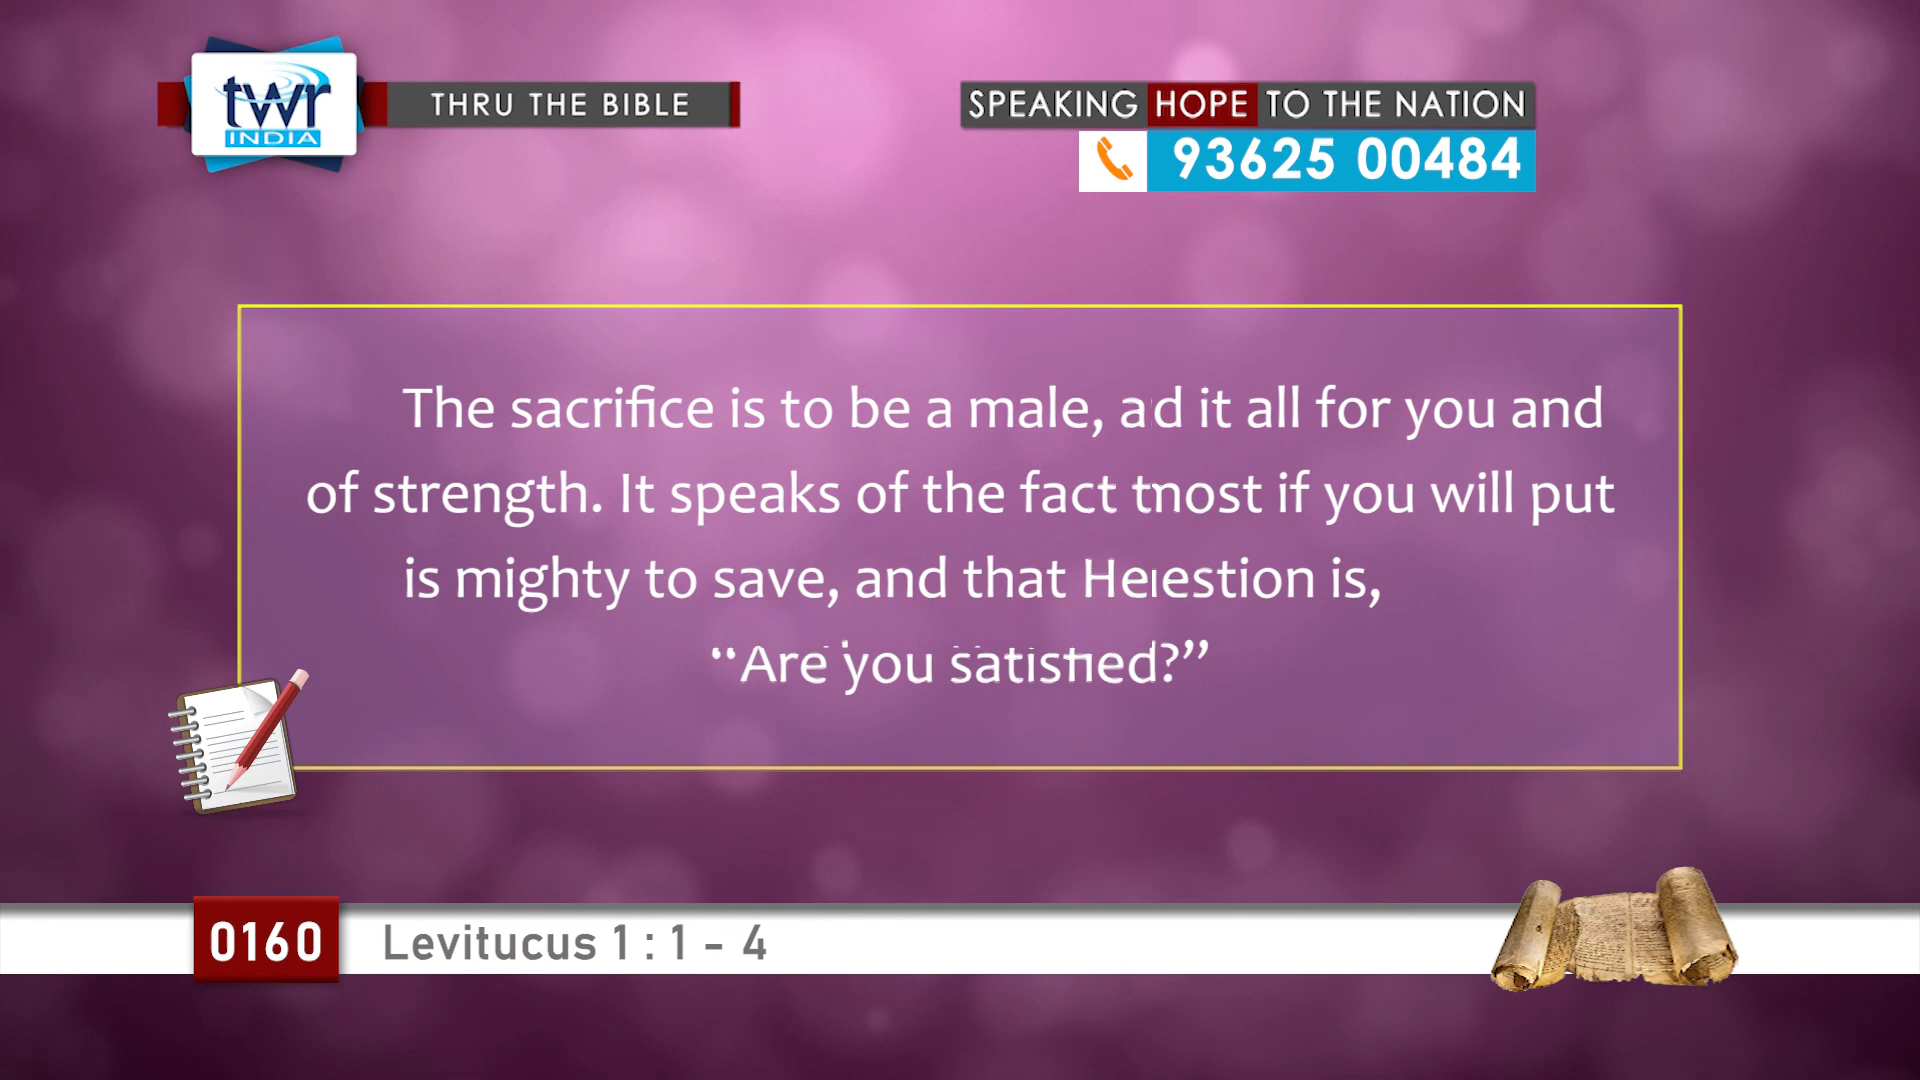 twr
INDIA
THRU THE BIBLE
SPEAKING HOPE TO THE NATION
93625 00484
The sacrifice is to be a male, ad it all for you and
of strength. It speaks of the fact tmost if you will put
is mighty to save, and that Heestion is,
“Are you satisfied?”
0160
Levitucus 1 : 1 - 4